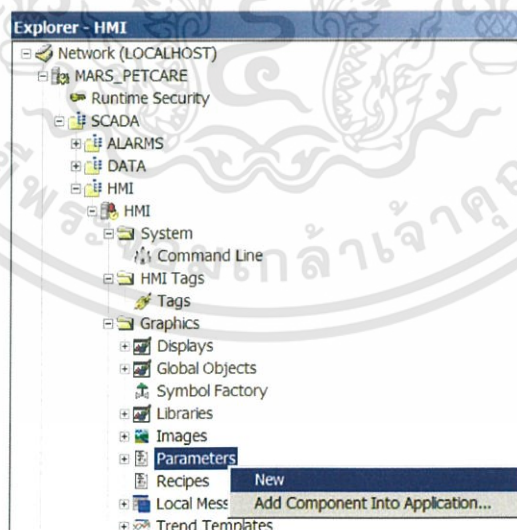 Explorer - HMI
Network (LOCALHOST)
MARS_PETCARE
Runtime Security
SCADA
ALARMS
DATA
HMI
HMI
System
Command Line
HMI Tags
Tags
Graphics
Displays
Global Objects
Symbol Factory
Libraries
Images
Parameters
Recipes New
Local Mess Add Component Into Application...
Trend Templates